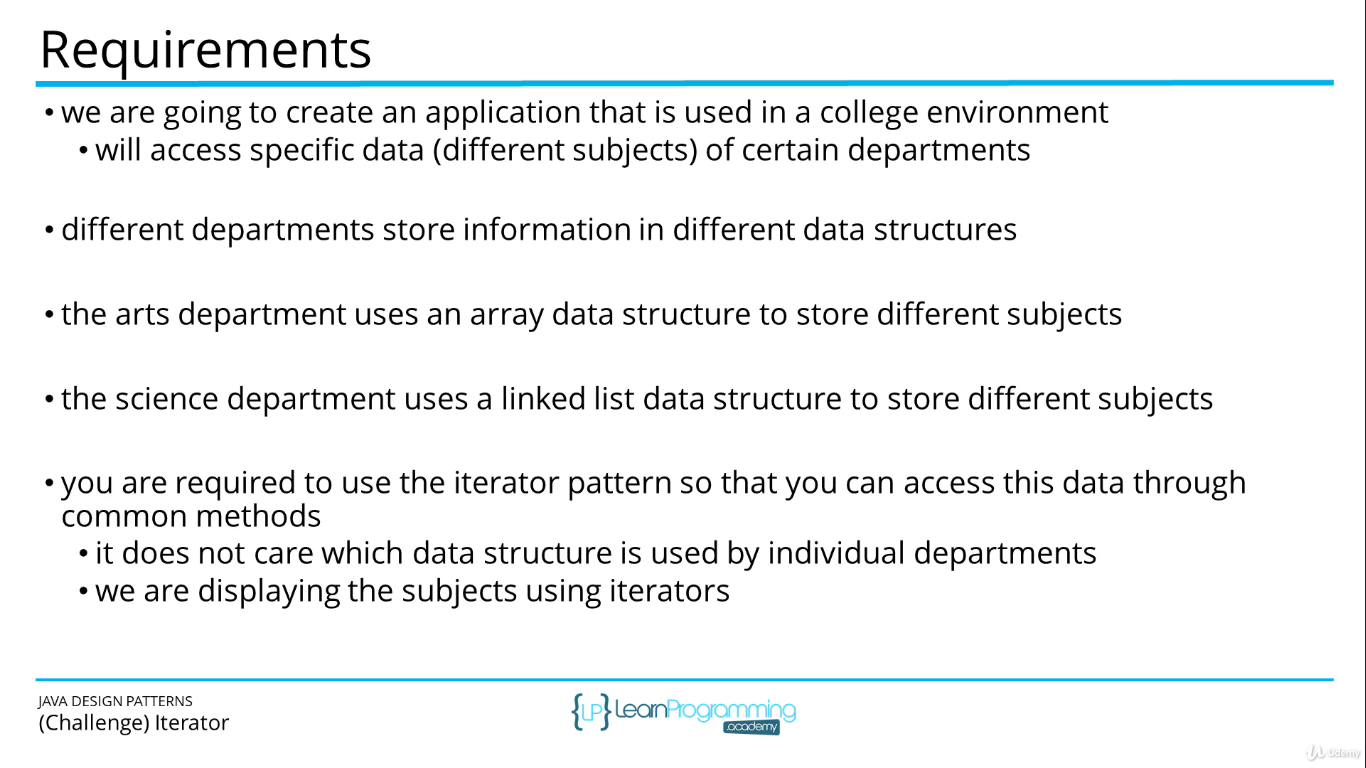 Requirements
• we are going to create an application that is used in a college environment
• will access specific data (different subjects) of certain departments
• different departments store information in different data structures
• the arts department uses an array data structure to store different subjects
• the science department uses a linked list data structure to store different subjects
• you are required to use the iterator pattern so that you can access this data through
common methods
• it does not care which data structure is used by individual departments
• we are displaying the subjects using iterators
JAVA DESIGN PATTERNS
(Challenge) Iterator
{LP} LearnProgramming
.academy
Udemy